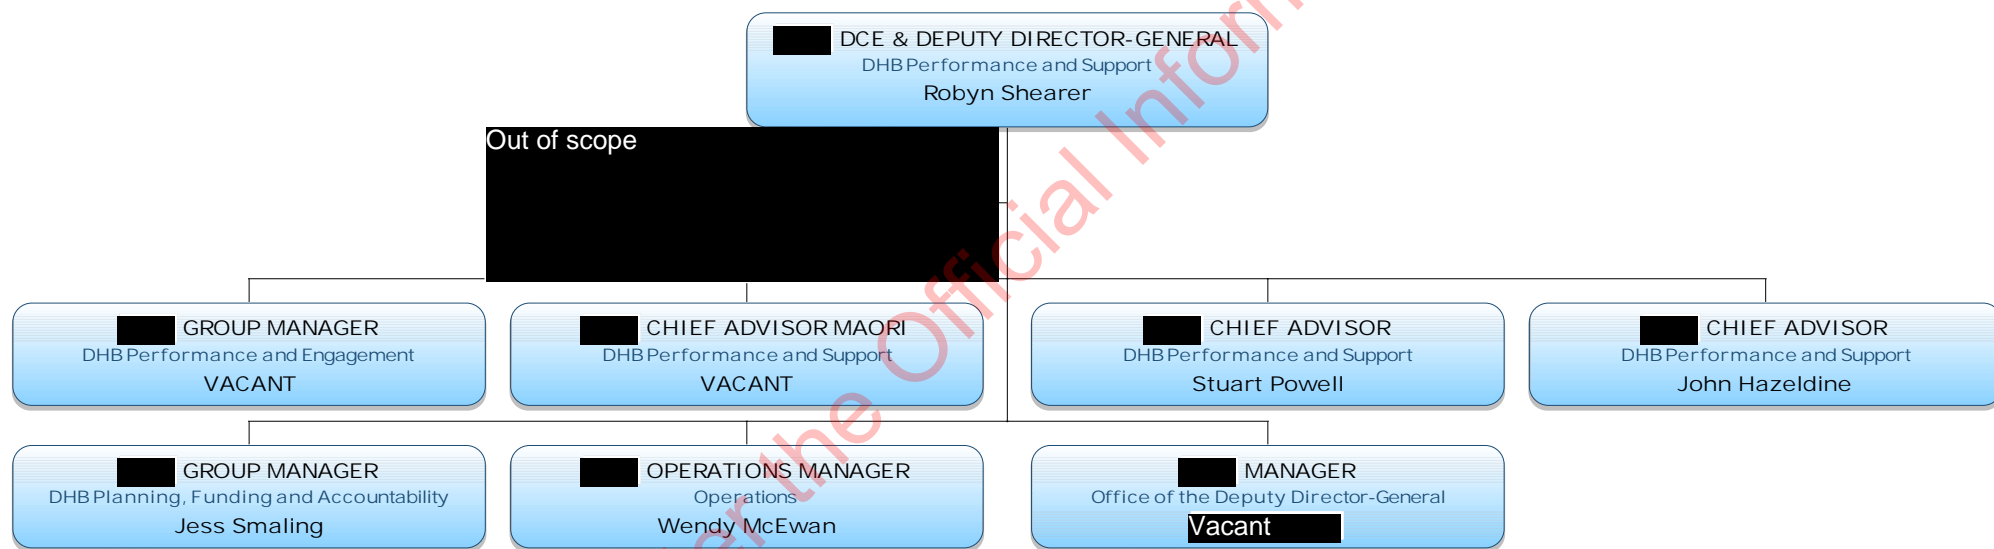 DCE & DEPUTY DIRECTOR-GENERAL
DHB Performance and Support
Robyn Shearer
Out of scope
GROUP MANAGER
DHB Performance and Engagement
VACANT
CHIEF ADVISOR MAORI
DHB Performance and Support
VACANT
CHIEF ADVISOR
DHB Performance and Support
Stuart Powell
CHIEF ADVISOR
DHB Performance and Support
John Hazeldine
GROUP MANAGER
DHB Planning, Funding and Accountability
Jess Smaling
OPERATIONS MANAGER
Operations
Wendy McEwan
MANAGER
Office of the Deputy Director-General
Vacant
the Official